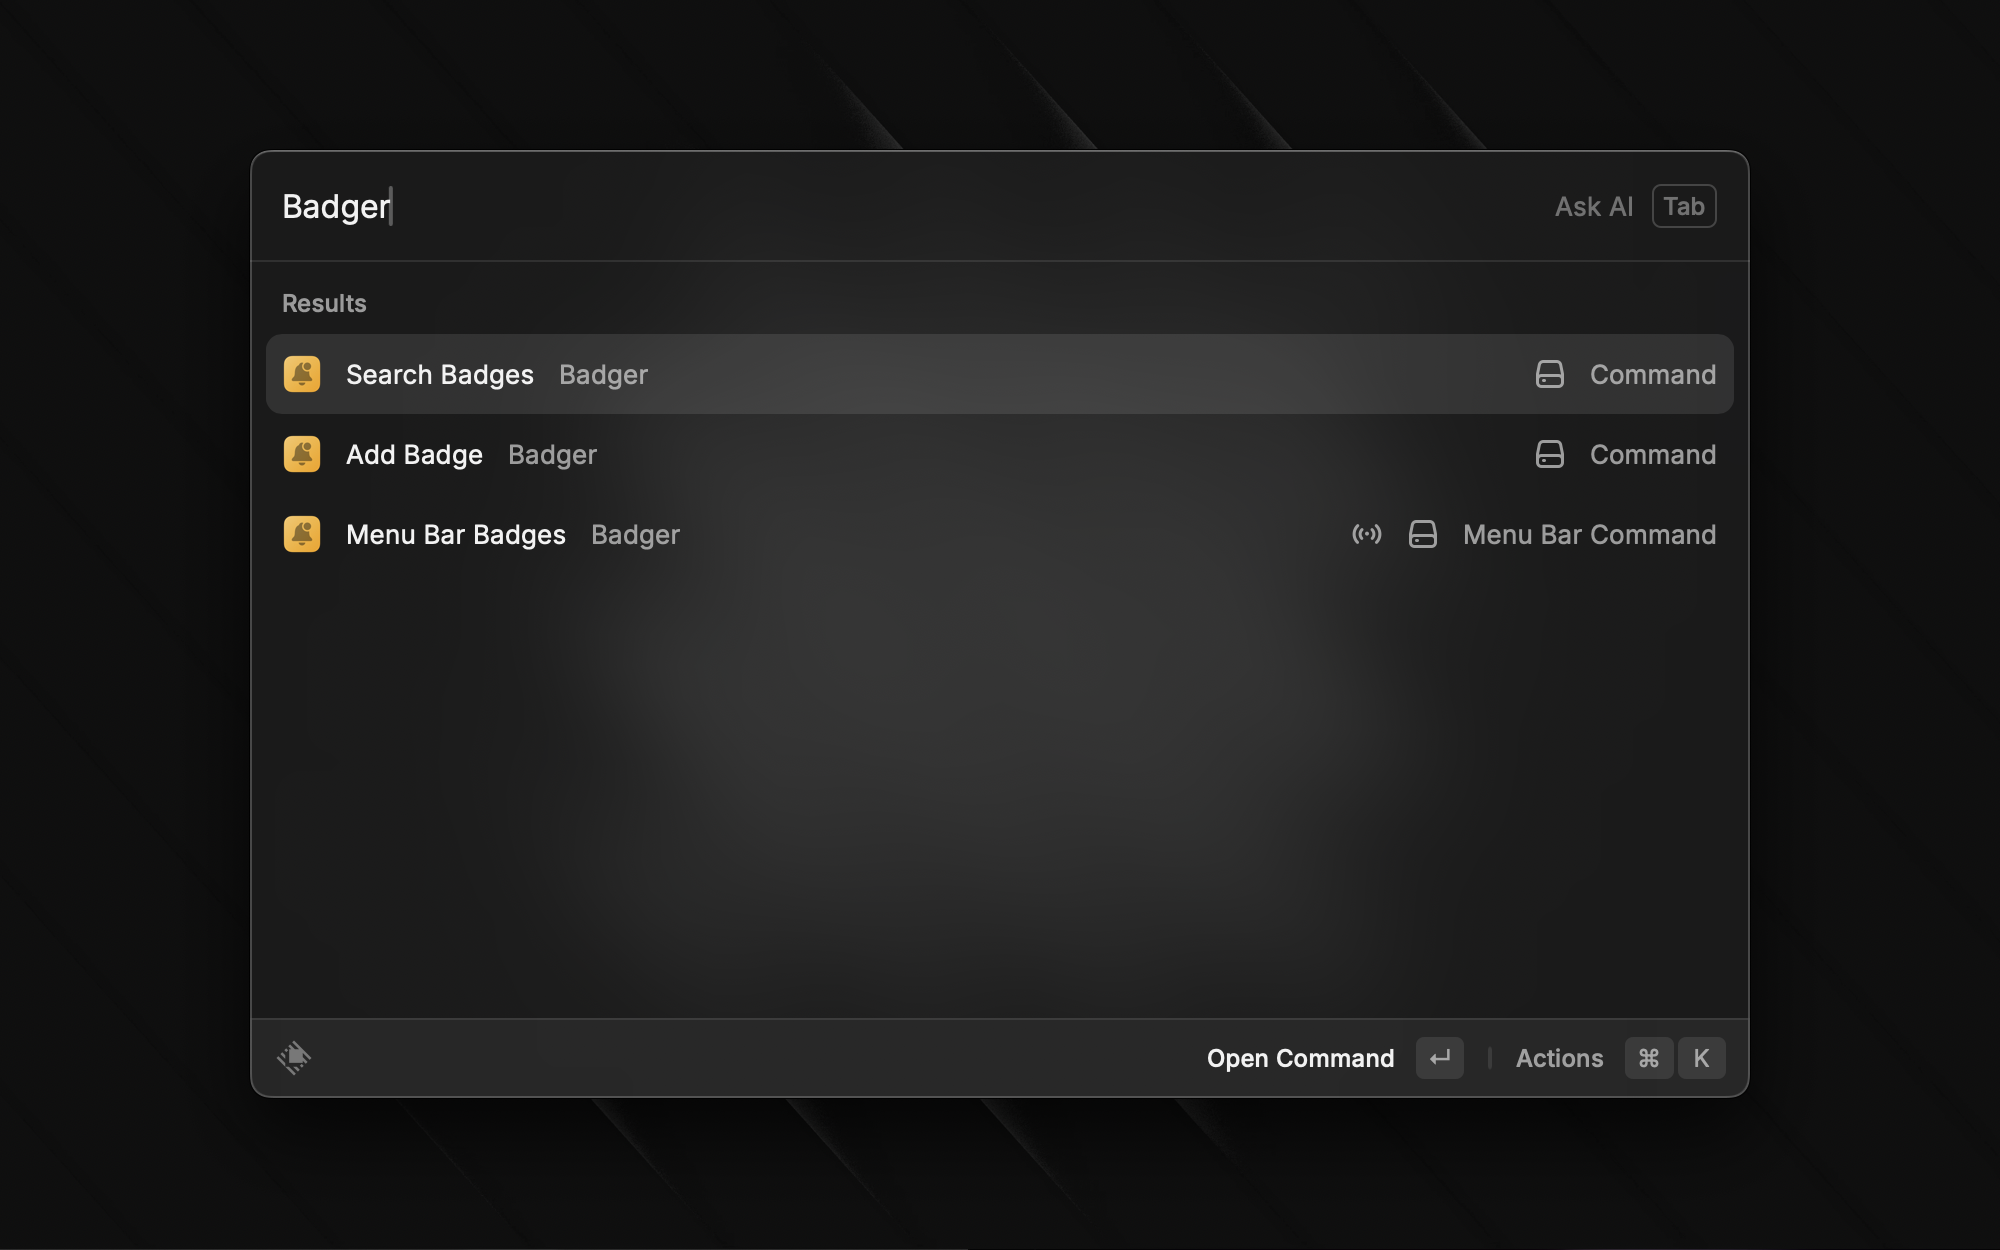 Badger Ask AI Tab
Results
Search Badges Badger Command
Add Badge Badger Command
Menu Bar Badges Badger Menu Bar Command
Open Command ↵ Actions ⌘ K